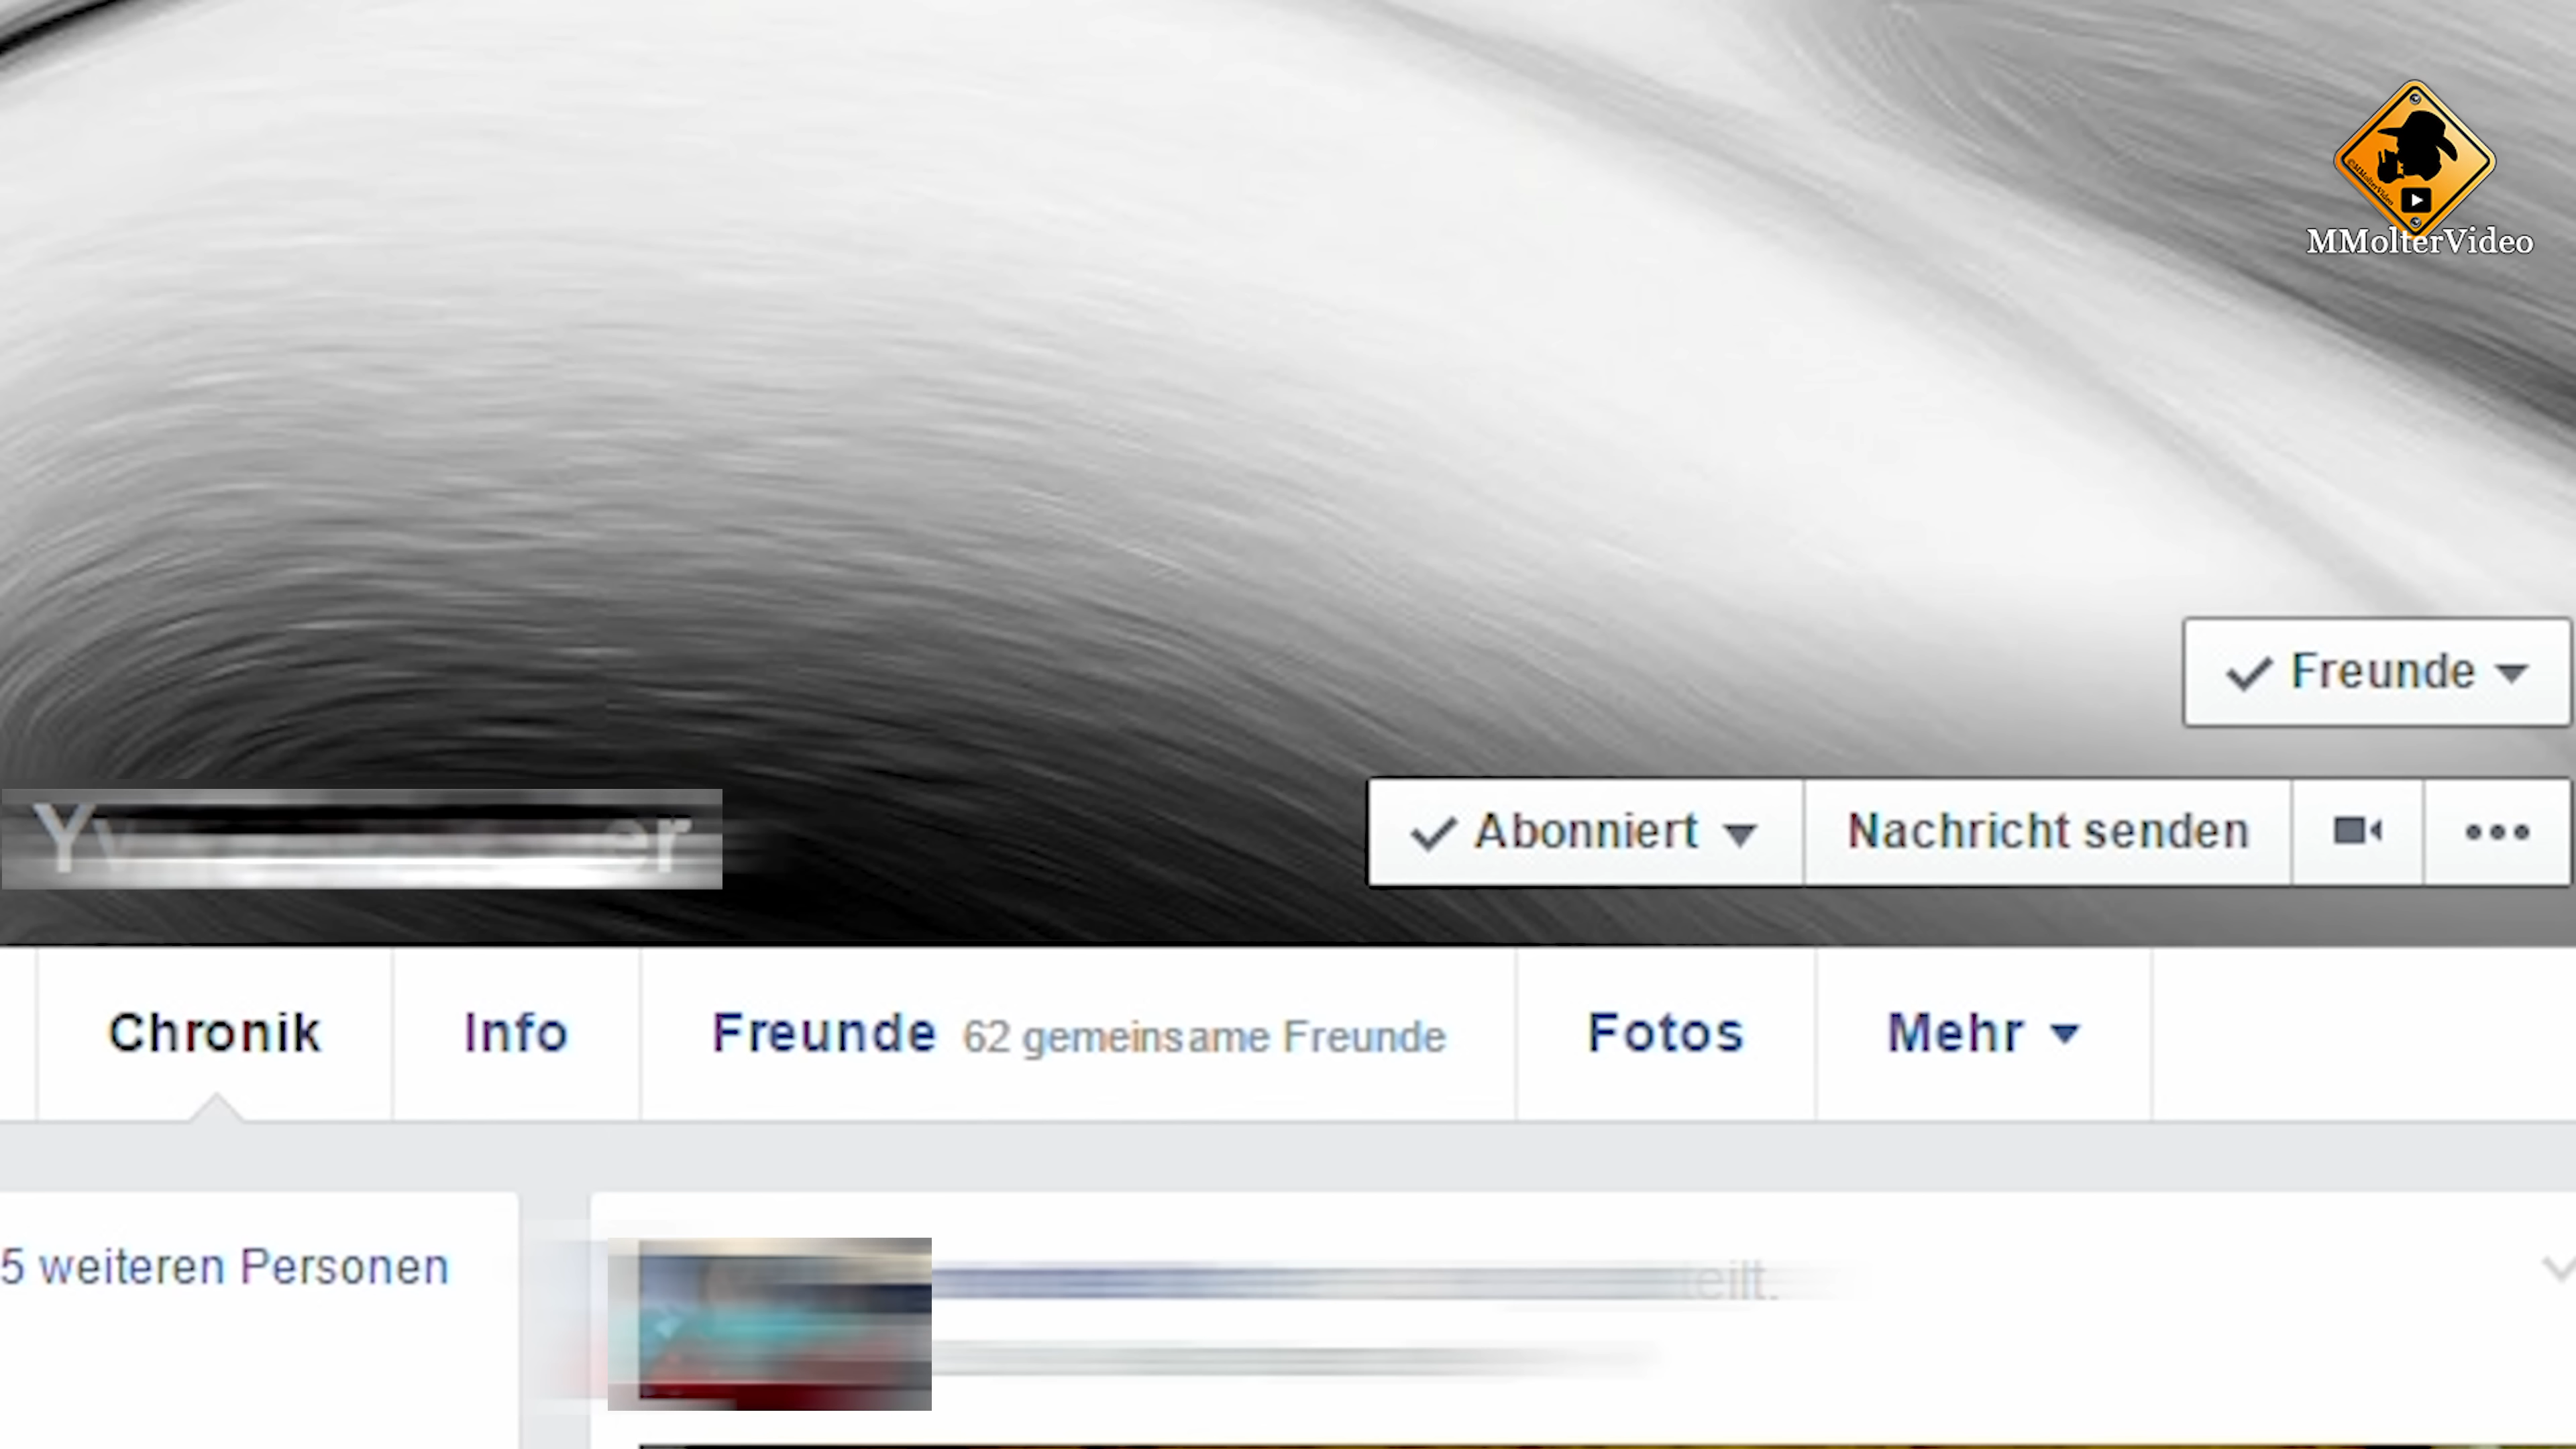 MMolterVideo
Freunde
Abonniert
Nachricht senden
Chronik
Info
Freunde 62 gemeinsame Freunde
Fotos
Mehr
5 weiteren Personen